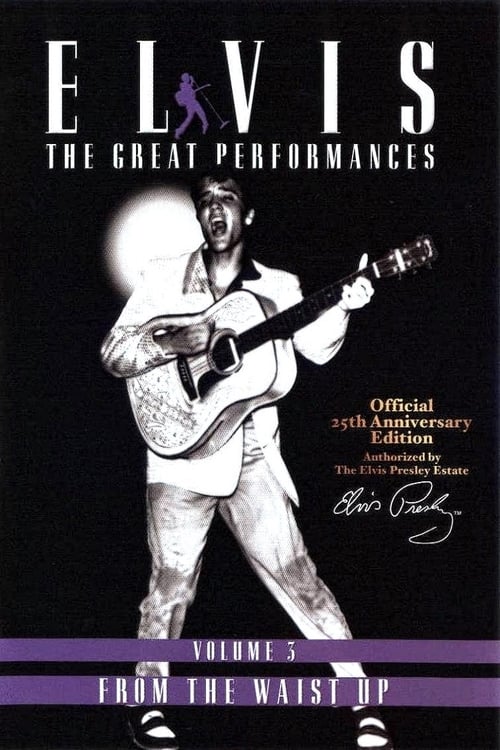 ELVIS
THE GREAT PERFORMANCES
Official
25th Anniversary
Edition
Authorized by
The Elvis Presley Estate
Elvis Presley™
VOLUME 3
FROM THE WAIST UP